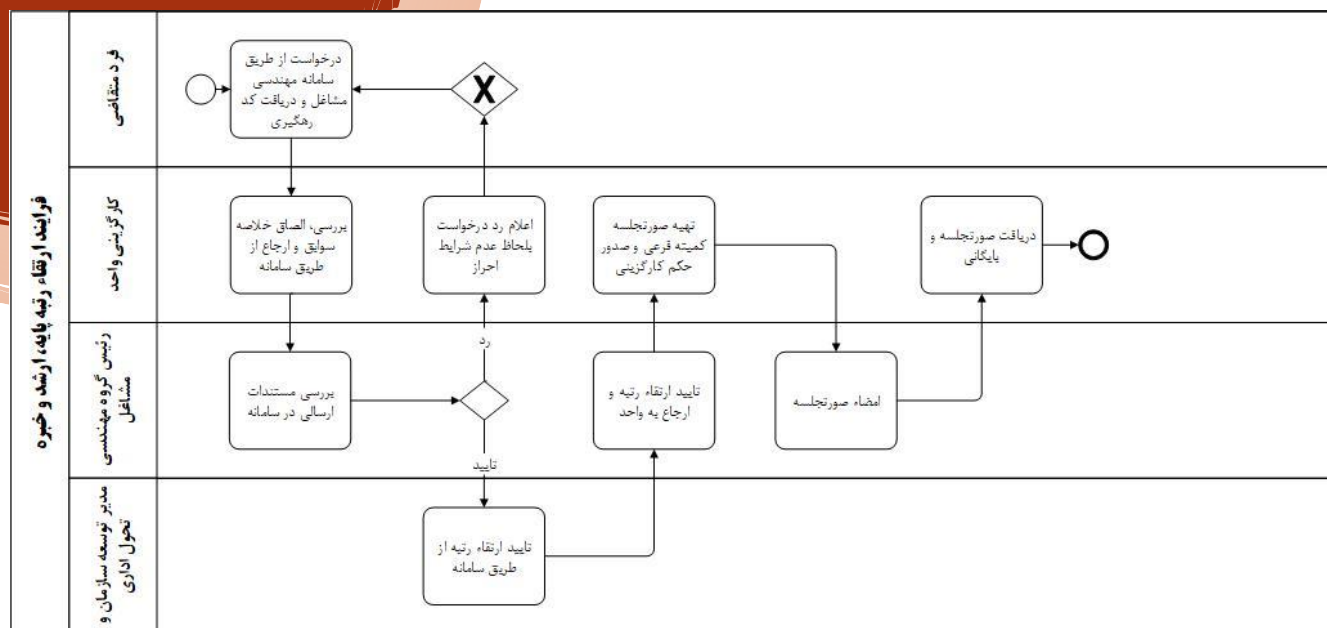 فرایند ارتقاء رتبه پایه، ارشد و خبره
فرد متقاضی
درخواست از طریق
سامانه مهندسی
مشاغل و دریافت کد
رهگیری
X
کارگزینی واحد
بررسی، الصاق خلاصه
سوابق و ارجاع از
طریق سامانه
اعلام رد درخواست
بلحاظ عدم شرایط
احراز
تهیه صورتجلسه
کمیته فرعی و صدور
حکم کارگزینی
دریافت صورتجلسه و
بایگانی
رئیس گروه مهندسی
مشاغل
بررسی مستندات
ارسالی در سامانه
رد
تایید
تایید ارتقاء رتبه و
ارجاع به واحد
امضاء صورتجلسه
مدیر توسعه سازمان و
تحول اداری
تایید ارتقاء رتبه از
طریق سامانه